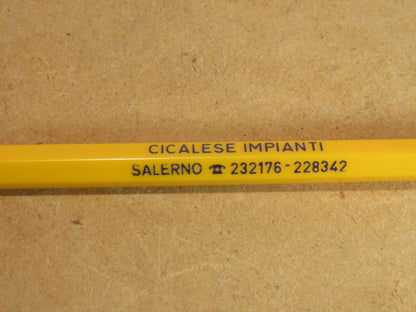 CICALESE IMPIANTI
SALERNO ☎ 232176-228342